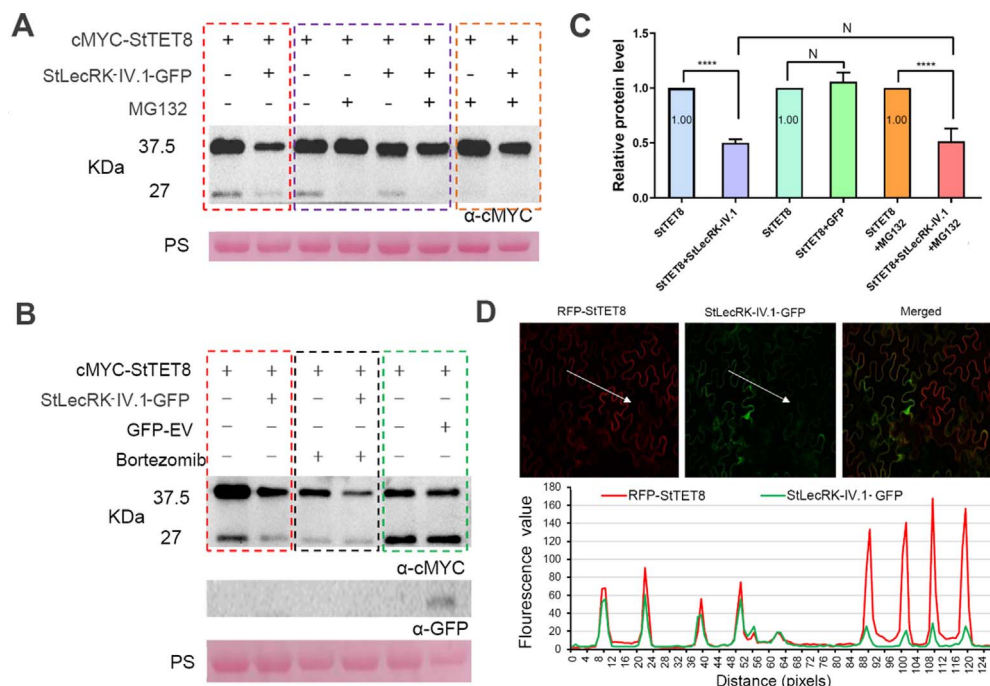 A
cMYC-StTET8 + + + + + + + +
StLecRK-IV.1-GFP - + - - + + - +
MG132 - - - + - + + +
37.5
KDa
27
α-cMYC
PS
B
cMYC-StTET8 + + + + + +
StLecRK-IV.1-GFP − + − + − −
GFP-EV − − − − − +
Bortezomib − − + + − −
37.5
KDa
27
α-cMYC
α-GFP
PS
C
N
**** N ****
Relative protein level
1.5
1.0
0.5
0.0
1.00 1.00 1.00
StTET8
StTET8+StLecRK-IV.1
StTET8
StTET8+GFP
StTET8
+MG132
StTET8+StLecRK-IV.1
+MG132
D
RFP-StTET8 StLecRK-IV.1-GFP Merged
RFP-StTET8 StLecRK-IV.1- GFP
Flourescence value
180
160
140
120
100
80
60
40
20
0
0 4 8 12 16 20 24 28 32 36 40 44 48 52 56 60 64 68 72 76 80 84 88 92 96 100 104 108 112 116 120 124
Distance (pixels)